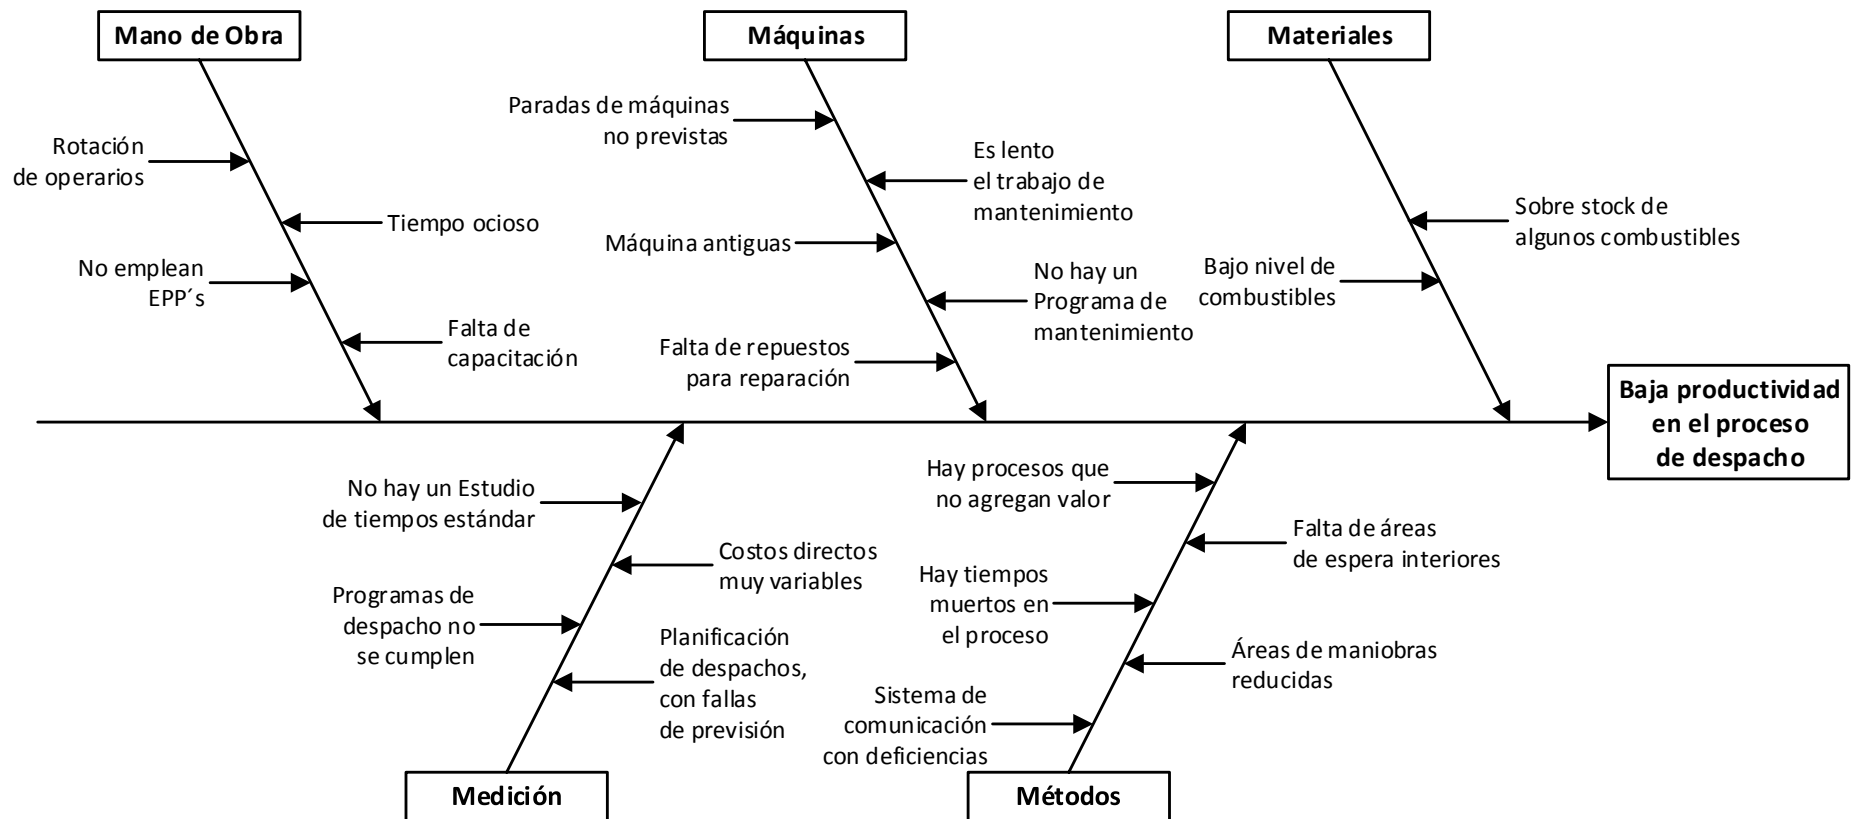 Mano de Obra
Máquinas
Materiales
Rotación
de operarios
Tiempo ocioso
No emplean
EPP´s
Falta de
capacitación
Paradas de máquinas
no previstas
Es lento
el trabajo de
mantenimiento
Máquina antiguas
No hay un
Programa de
mantenimiento
Falta de repuestos
para reparación
Sobre stock de
algunos combustibles
Bajo nivel de
combustibles
Baja productividad
en el proceso
de despacho
No hay un Estudio
de tiempos estándar
Costos directos
muy variables
Programas de
despacho no
se cumplen
Planificación
de despachos,
con fallas
de previsión
Hay procesos que
no agregan valor
Falta de áreas
de espera interiores
Hay tiempos
muertos en
el proceso
Áreas de maniobras
reducidas
Sistema de
comunicación
con deficiencias
Medición
Métodos